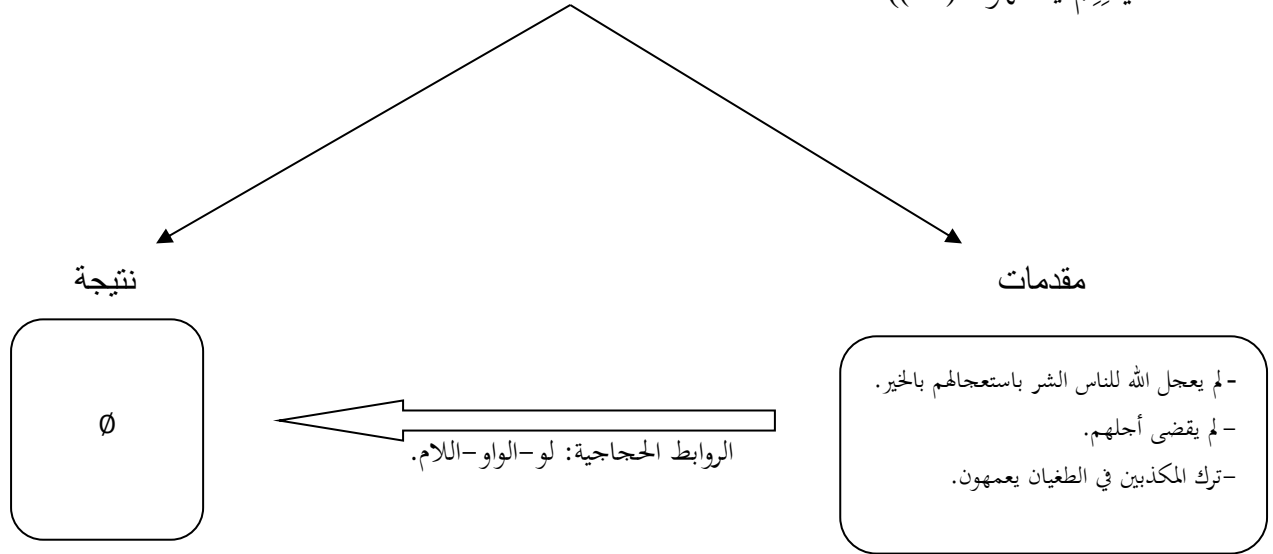 مقدمات
نتيجة
-لم يعجل الله للناس الشر باستعجالهم بالخير.
-لم يقضى أجلهم.
-ترك المكذبين في الطغيان يعمهون.
الروابط الحجاجية: لو-الواو-اللام.
Ø